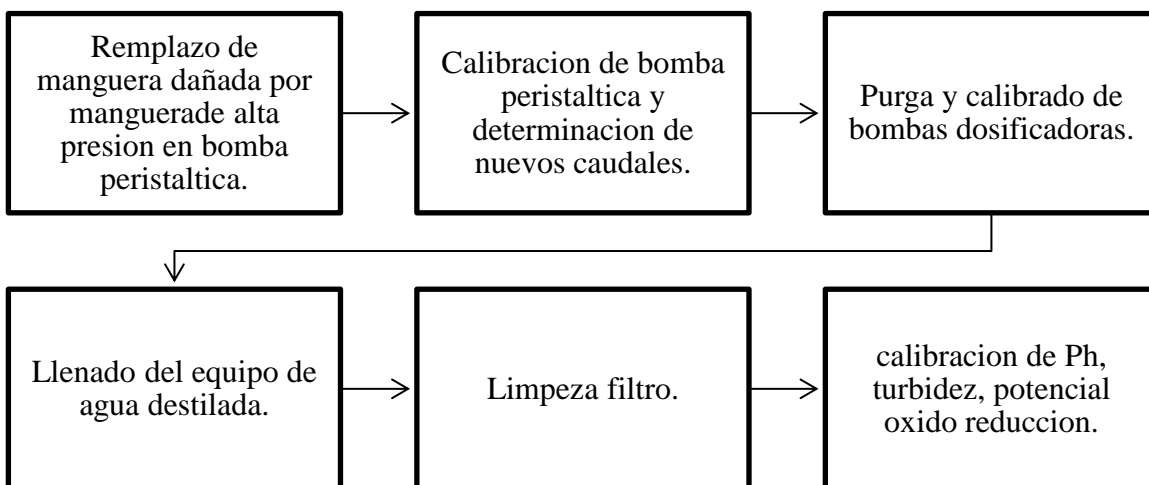 Remplazo de
manguera dañada por
manguerade alta
presion en bomba
peristaltica.
Calibracion de bomba
peristaltica y
determinacion de
nuevos caudales.
Purga y calibrado de
bombas dosificadoras.
Llenado del equipo de
agua destilada.
Limpeza filtro.
calibracion de Ph,
turbidez, potencial
oxido reduccion.